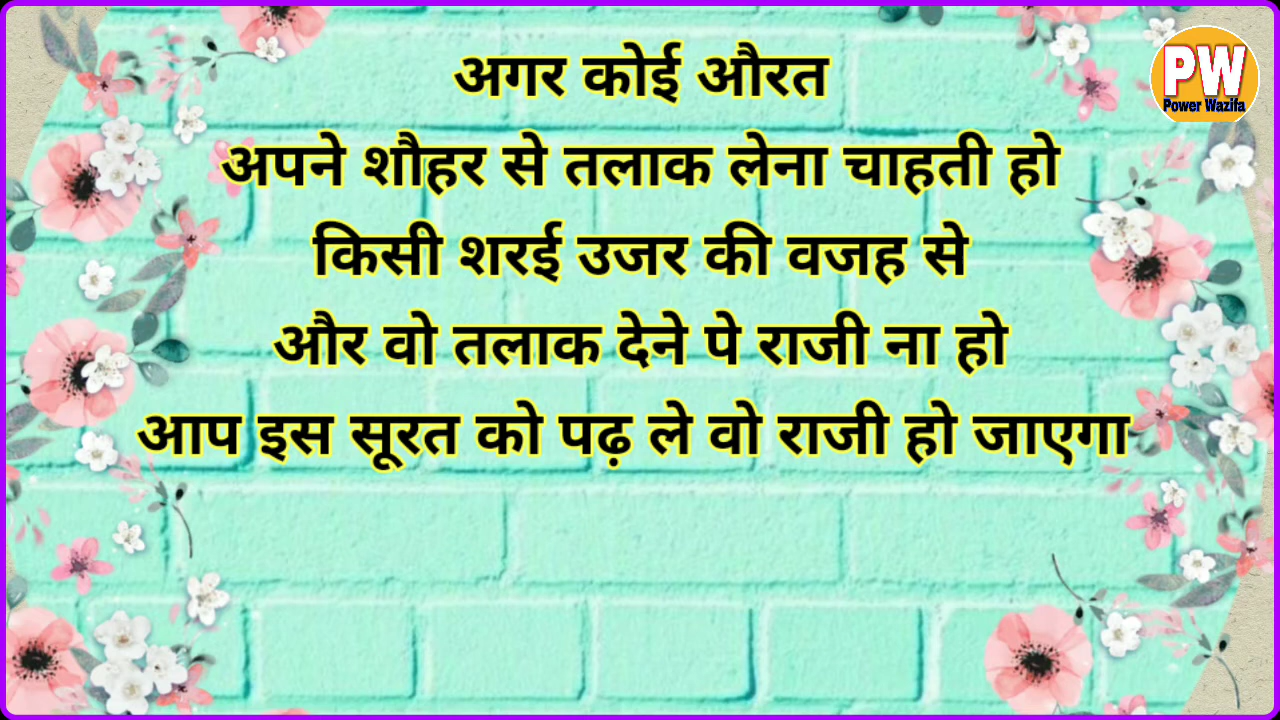 अगर कोई औरत
अपने शौहर से तलाक लेना चाहती हो
किसी शरई उजर की वजह से
और वो तलाक देने पे राजी ना हो
आप इस सूरत को पढ़ ले वो राजी हो जाएगा
PW
Power Wazifa